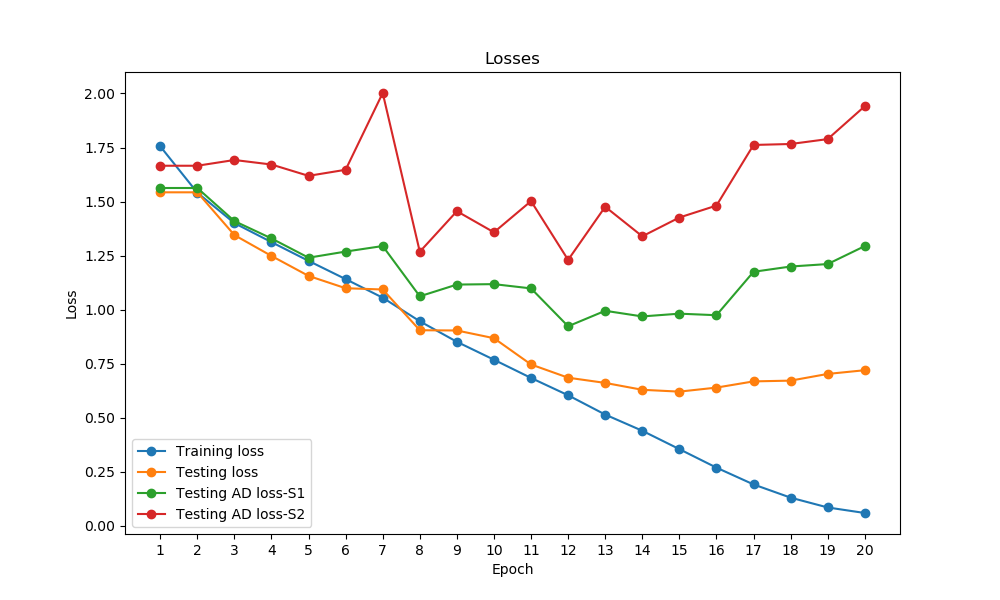 Losses
2.00
1.75
1.50
1.25
1.00
0.75
0.50
0.25
0.00
Loss
Training loss
Testing loss
Testing AD loss-S1
Testing AD loss-S2
1 2 3 4 5 6 7 8 9 10 11 12 13 14 15 16 17 18 19 20
Epoch